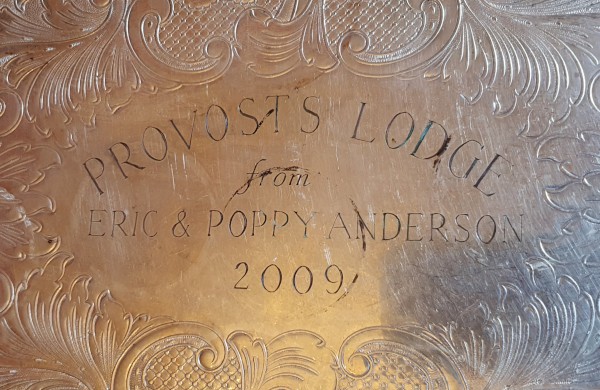 PROVOSTS LODGE
from
ERIC & POPPY ANDERSON
2009